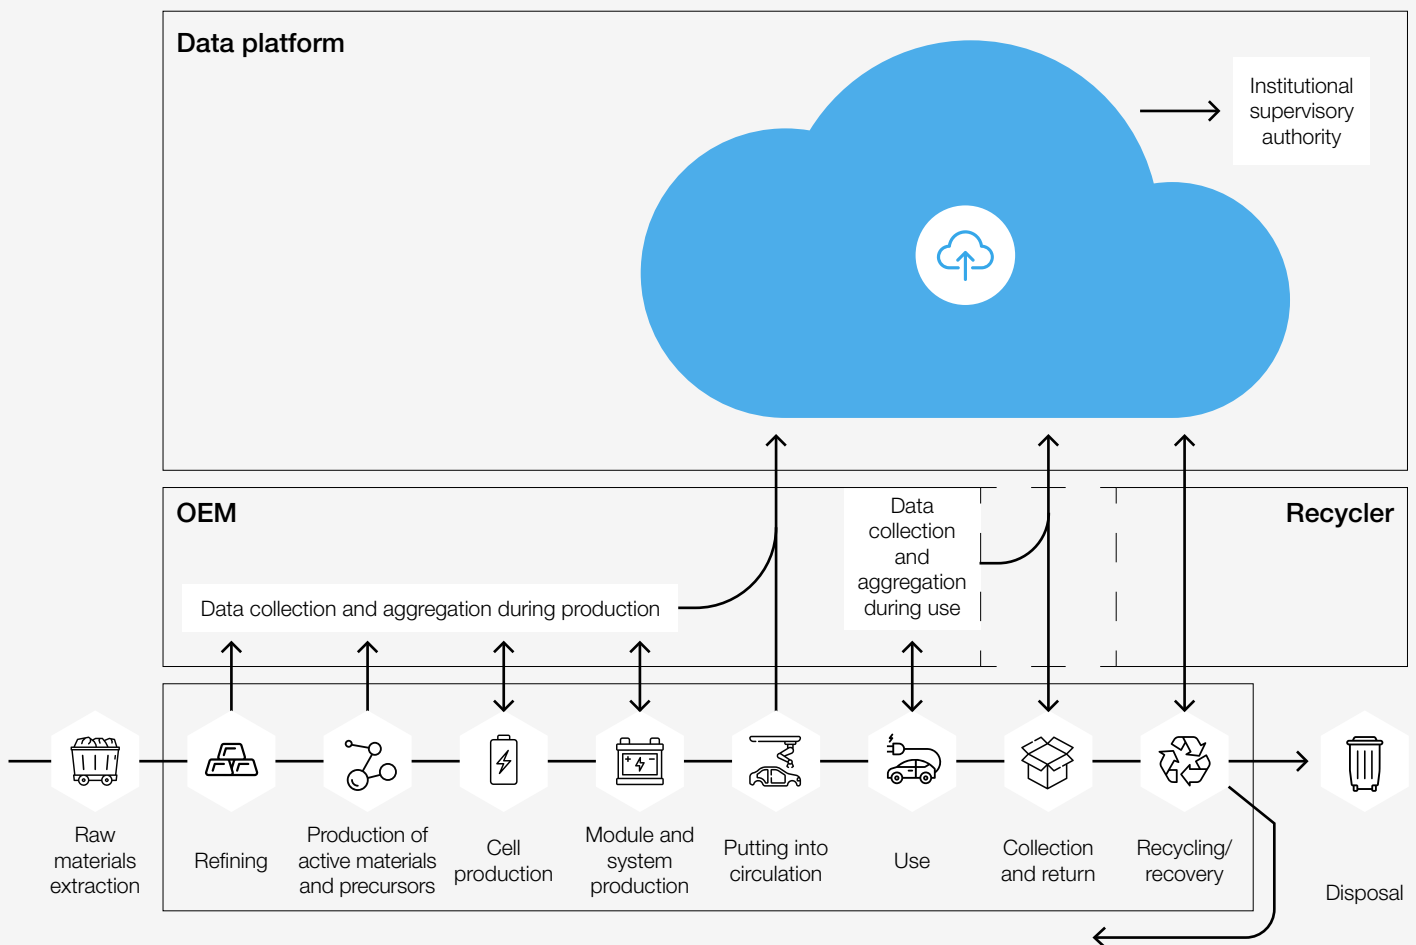 Data platform
Institutional
supervisory
authority
OEM
Data
collection
and
aggregation
during use
Recycler
Data collection and aggregation during production
Raw
materials
extraction
Refining
Production of
active materials
and precursors
Cell
production
Module and
system
production
Putting into
circulation
Use
Collection
and return
Recycling/
recovery
Disposal